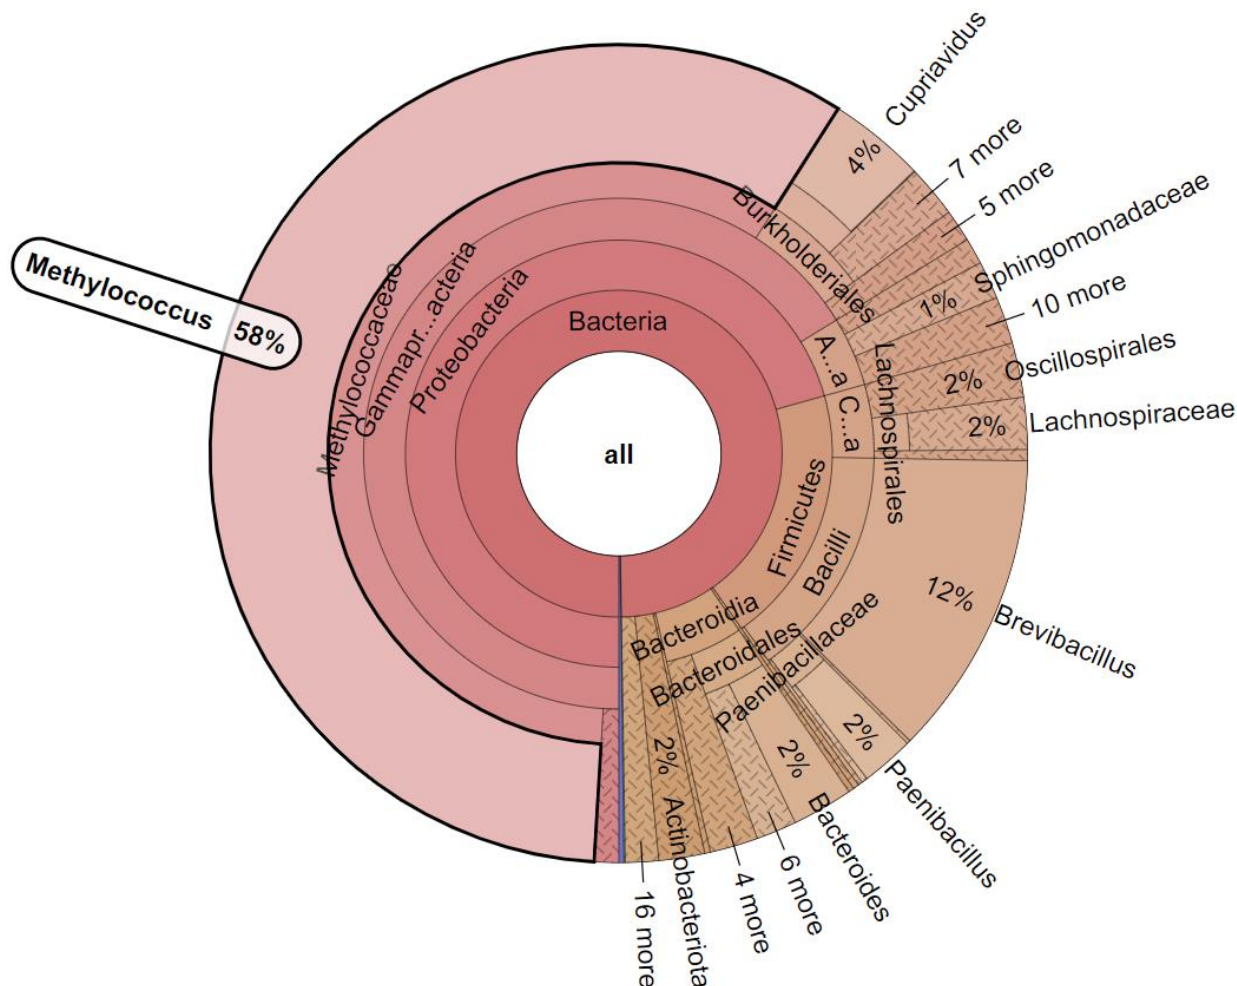 all
Bacteria
Proteobacteria
Gammapr...acteria
Methylococcaceae
Methylococcus 58%
Burkholderiales
4%
Cupriavidus
7 more
5 more
1%
Sphingomonadaceae
10 more
A...a
2%
Oscillospirales
C...a
Lachnospirales
2%
Lachnospiraceae
Firmicutes
Bacilli
12%
Brevibacillus
Paenibacillaceae
2%
Paenibacillus
Bacteroidia
Bacteroidales
2%
Bacteroides
6 more
4 more
2%
Actinobacteriota
16 more